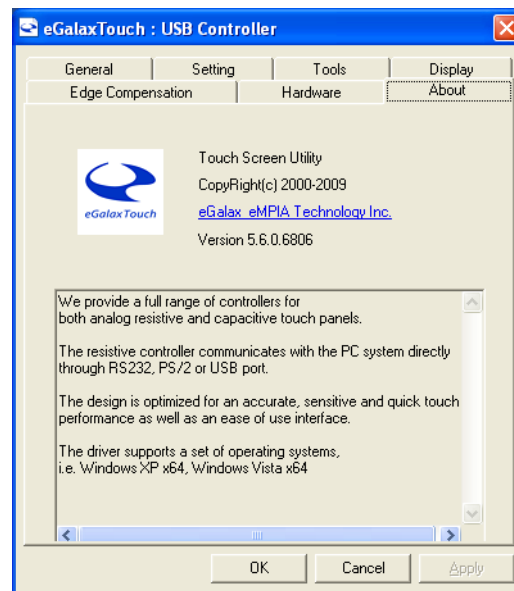 eGalaxTouch : USB Controller
General Setting Tools Display
Edge Compensation Hardware About
eGalaxTouch
Touch Screen Utility
CopyRight(c) 2000-2009
eGalax_eMPIA Technology Inc.
Version 5.6.0.6806
We provide a full range of controllers for
both analog resistive and capacitive touch panels.
The resistive controller communicates with the PC system directly
through RS232, PS/2 or USB port.
The design is optimized for an accurate, sensitive and quick touch
performance as well as an ease of use interface.
The driver supports a set of operating systems,
i.e. Windows XP x64, Windows Vista x64
OK Cancel Apply